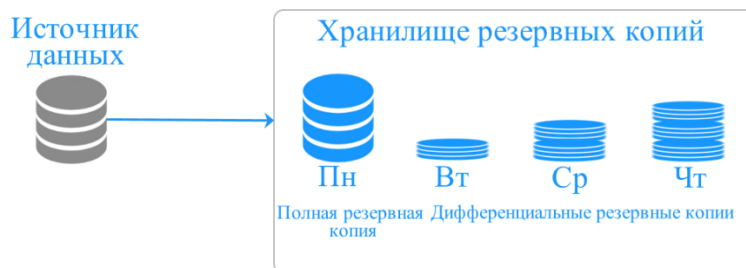 Источник
данных
Хранилище резервных копий
Пн
Вт
Ср
Чт
Полная резервная
копия
Дифференциальные резервные копии